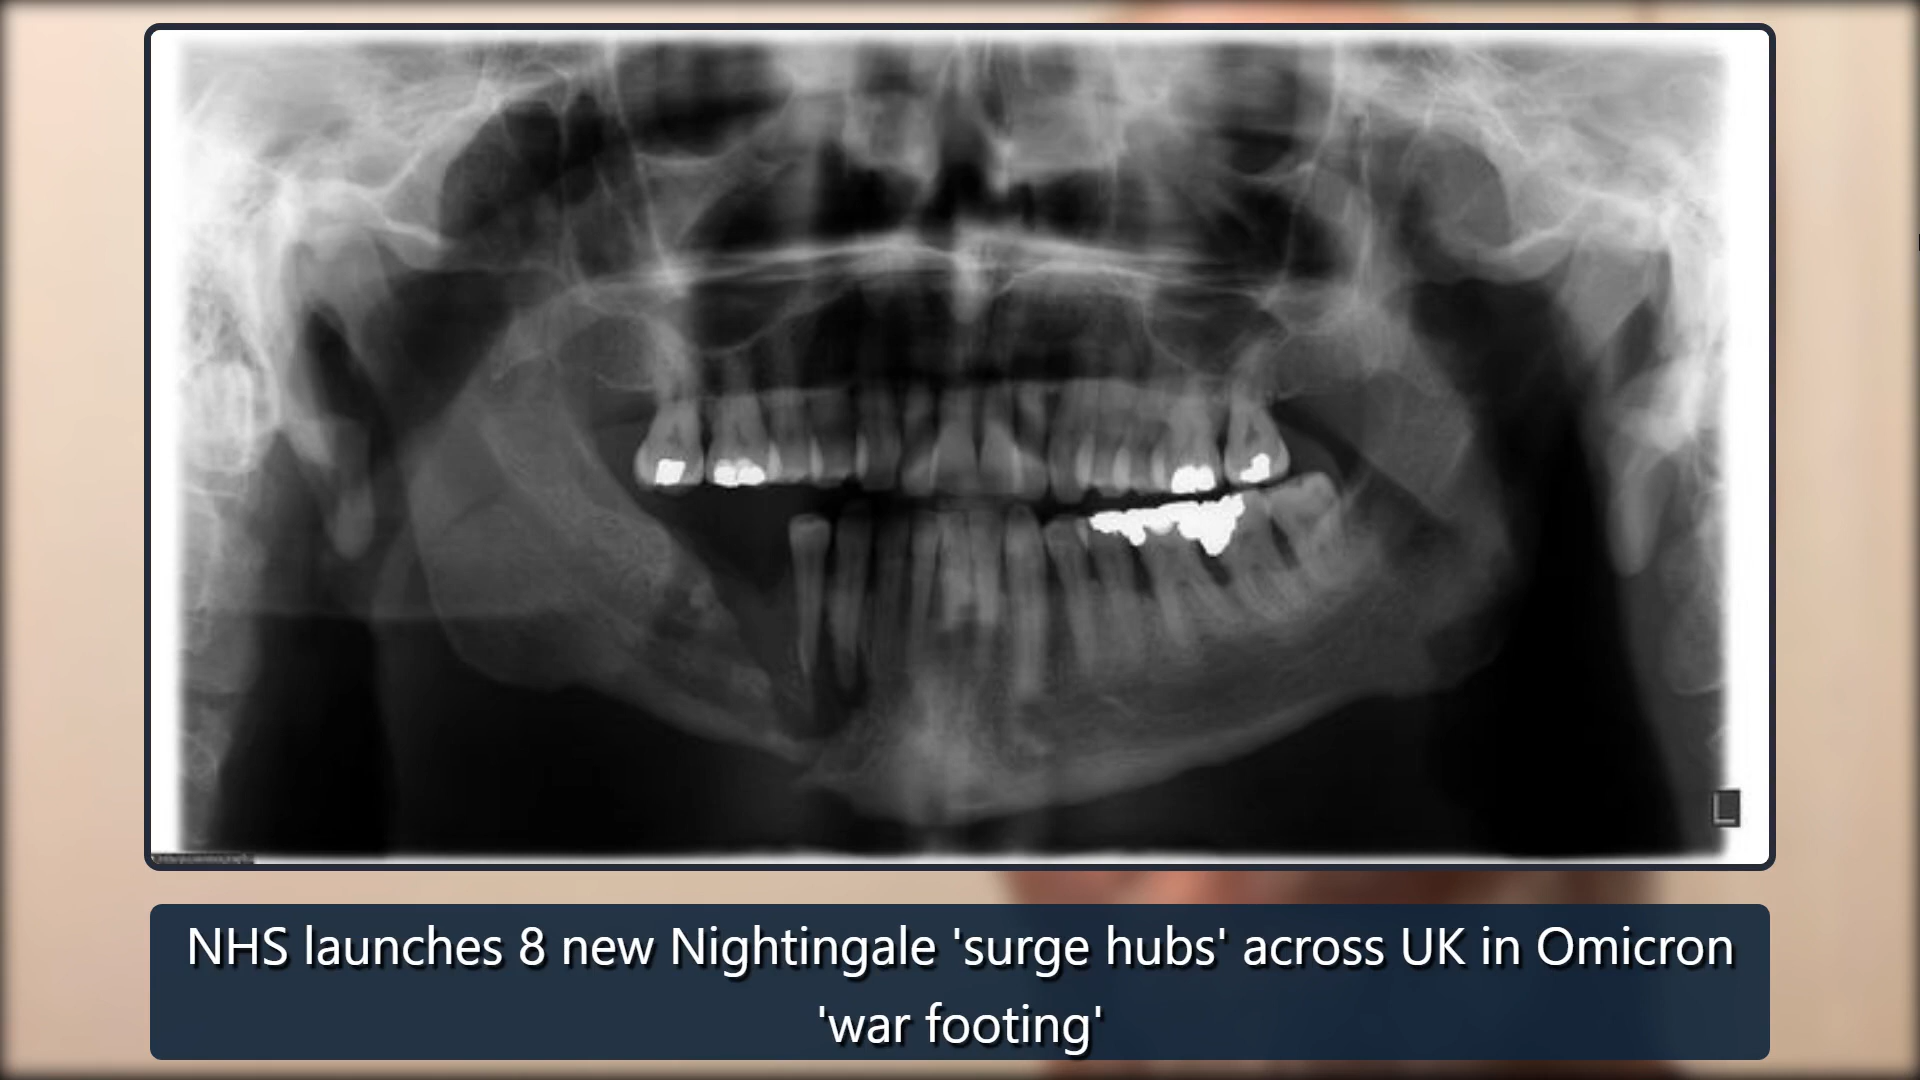 L
NHS launches 8 new Nightingale 'surge hubs' across UK in Omicron
'war footing'